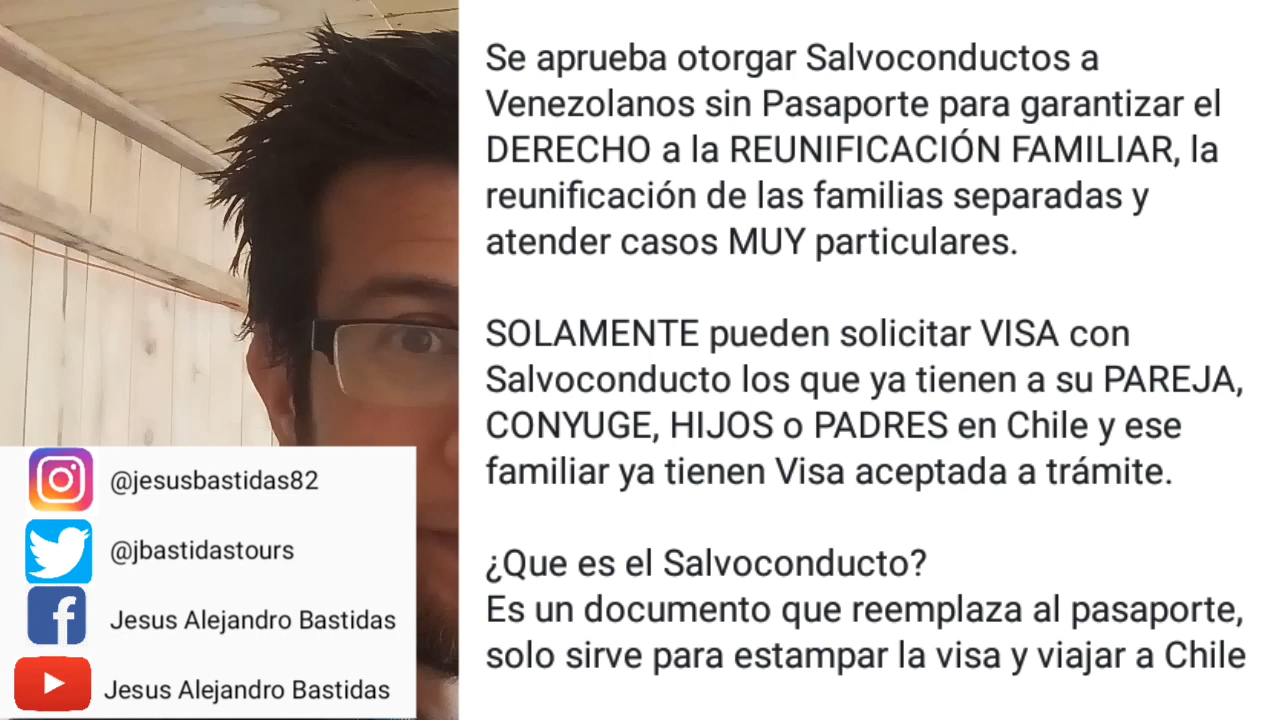 Se aprueba otorgar Salvoconductos a
Venezolanos sin Pasaporte para garantizar el
DERECHO a la REUNIFICACIÓN FAMILIAR, la
reunificación de las familias separadas y
atender casos MUY particulares.
SOLAMENTE pueden solicitar VISA con
Salvoconducto los que ya tienen a su PAREJA,
CONYUGE, HIJOS o PADRES en Chile y ese
familiar ya tienen Visa aceptada a trámite.
¿Que es el Salvoconducto?
Es un documento que reemplaza al pasaporte,
solo sirve para estampar la visa y viajar a Chile
@jesusbastidas82
@jbastidastours
Jesus Alejandro Bastidas
Jesus Alejandro Bastidas